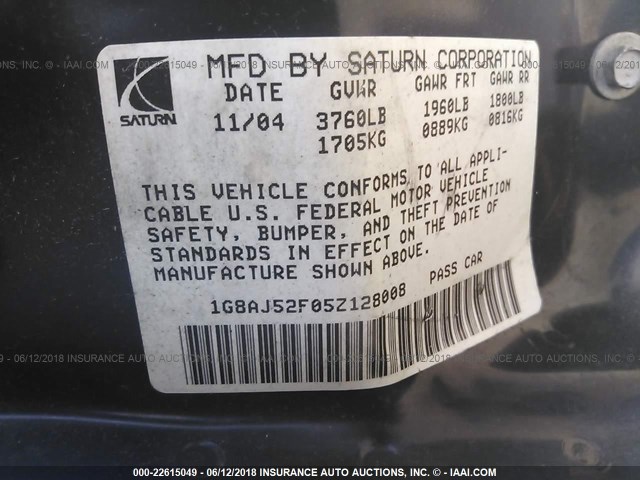 MFD BY SATURN CORPORATION
SATURN
DATE GVWR GAWR FRT GAWR RR
11/04 3760LB 1960LB 1800LB
1705KG 0889KG 0816KG
THIS VEHICLE CONFORMS TO ALL APPLI-
CABLE U.S. FEDERAL MOTOR VEHICLE
SAFETY, BUMPER, AND THEFT PREVENTION
STANDARDS IN EFFECT ON THE DATE OF
MANUFACTURE SHOWN ABOVE.
PASS CAR
1G8AJ52F05Z128008
000-22615049 - 06/12/2018 INSURANCE AUTO AUCTIONS - © - IAAI.COM